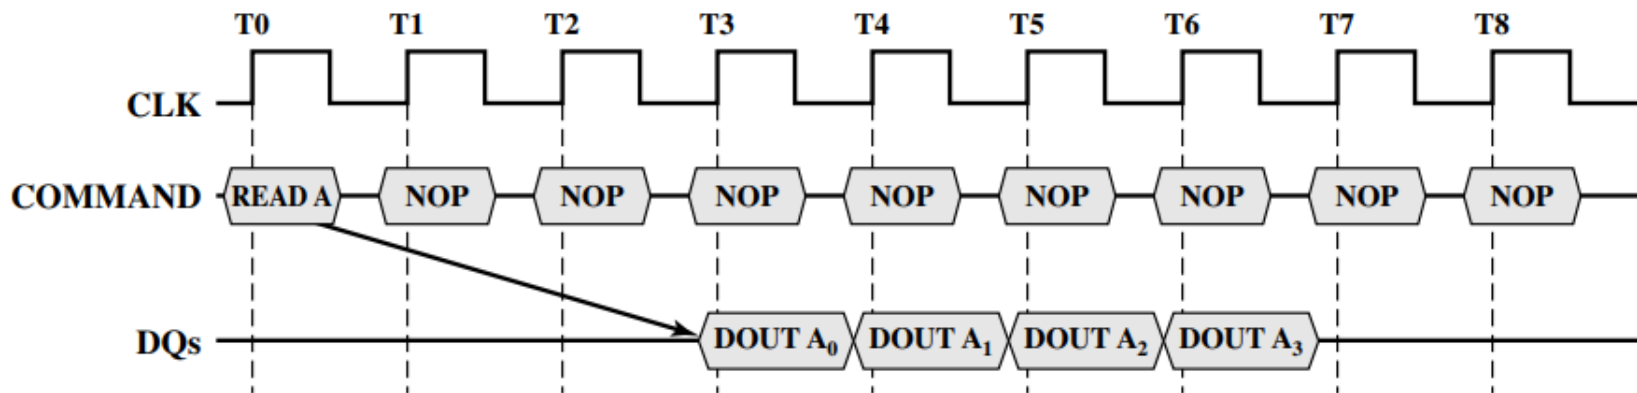 T0 T1 T2 T3 T4 T5 T6 T7 T8
CLK
COMMAND READ A NOP NOP NOP NOP NOP NOP NOP NOP
DQs DOUT A₀ DOUT A₁ DOUT A₂ DOUT A₃